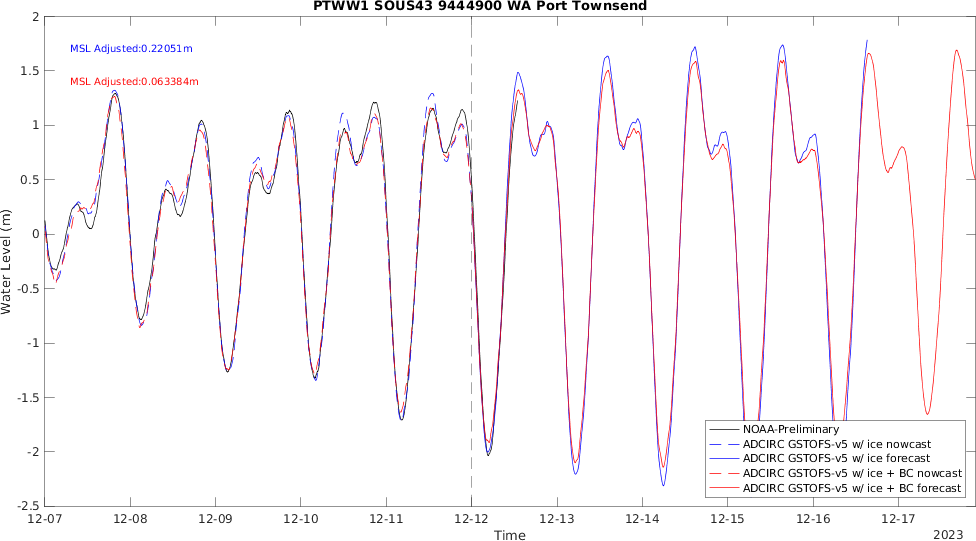 PTWW1 SOUS43 9444900 WA Port Townsend
MSL Adjusted:0.22051m
MSL Adjusted:0.063384m
Water Level (m)
2
1.5
1
0.5
0
-0.5
-1
-1.5
-2
-2.5
NOAA-Preliminary
ADCIRC GSTOFS-v5 w/ ice nowcast
ADCIRC GSTOFS-v5 w/ ice forecast
ADCIRC GSTOFS-v5 w/ ice + BC nowcast
ADCIRC GSTOFS-v5 w/ ice + BC forecast
12-07 12-08 12-09 12-10 12-11 12-12 12-13 12-14 12-15 12-16 12-17
Time
2023